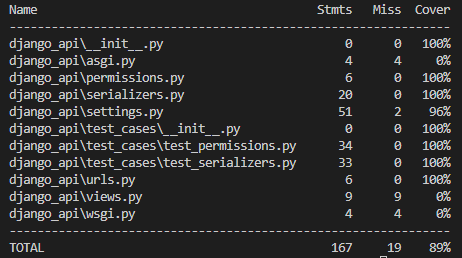 Name Stmts Miss Cover
----------------------------------------------------------
django_api\__init__.py 0 0 100%
django_api\asgi.py 4 4 0%
django_api\permissions.py 6 0 100%
django_api\serializers.py 20 0 100%
django_api\settings.py 51 2 96%
django_api\test_cases\__init__.py 0 0 100%
django_api\test_cases\test_permissions.py 34 0 100%
django_api\test_cases\test_serializers.py 33 0 100%
django_api\urls.py 6 0 100%
django_api\views.py 9 9 0%
django_api\wsgi.py 4 4 0%
----------------------------------------------------------
TOTAL 167 19 89%